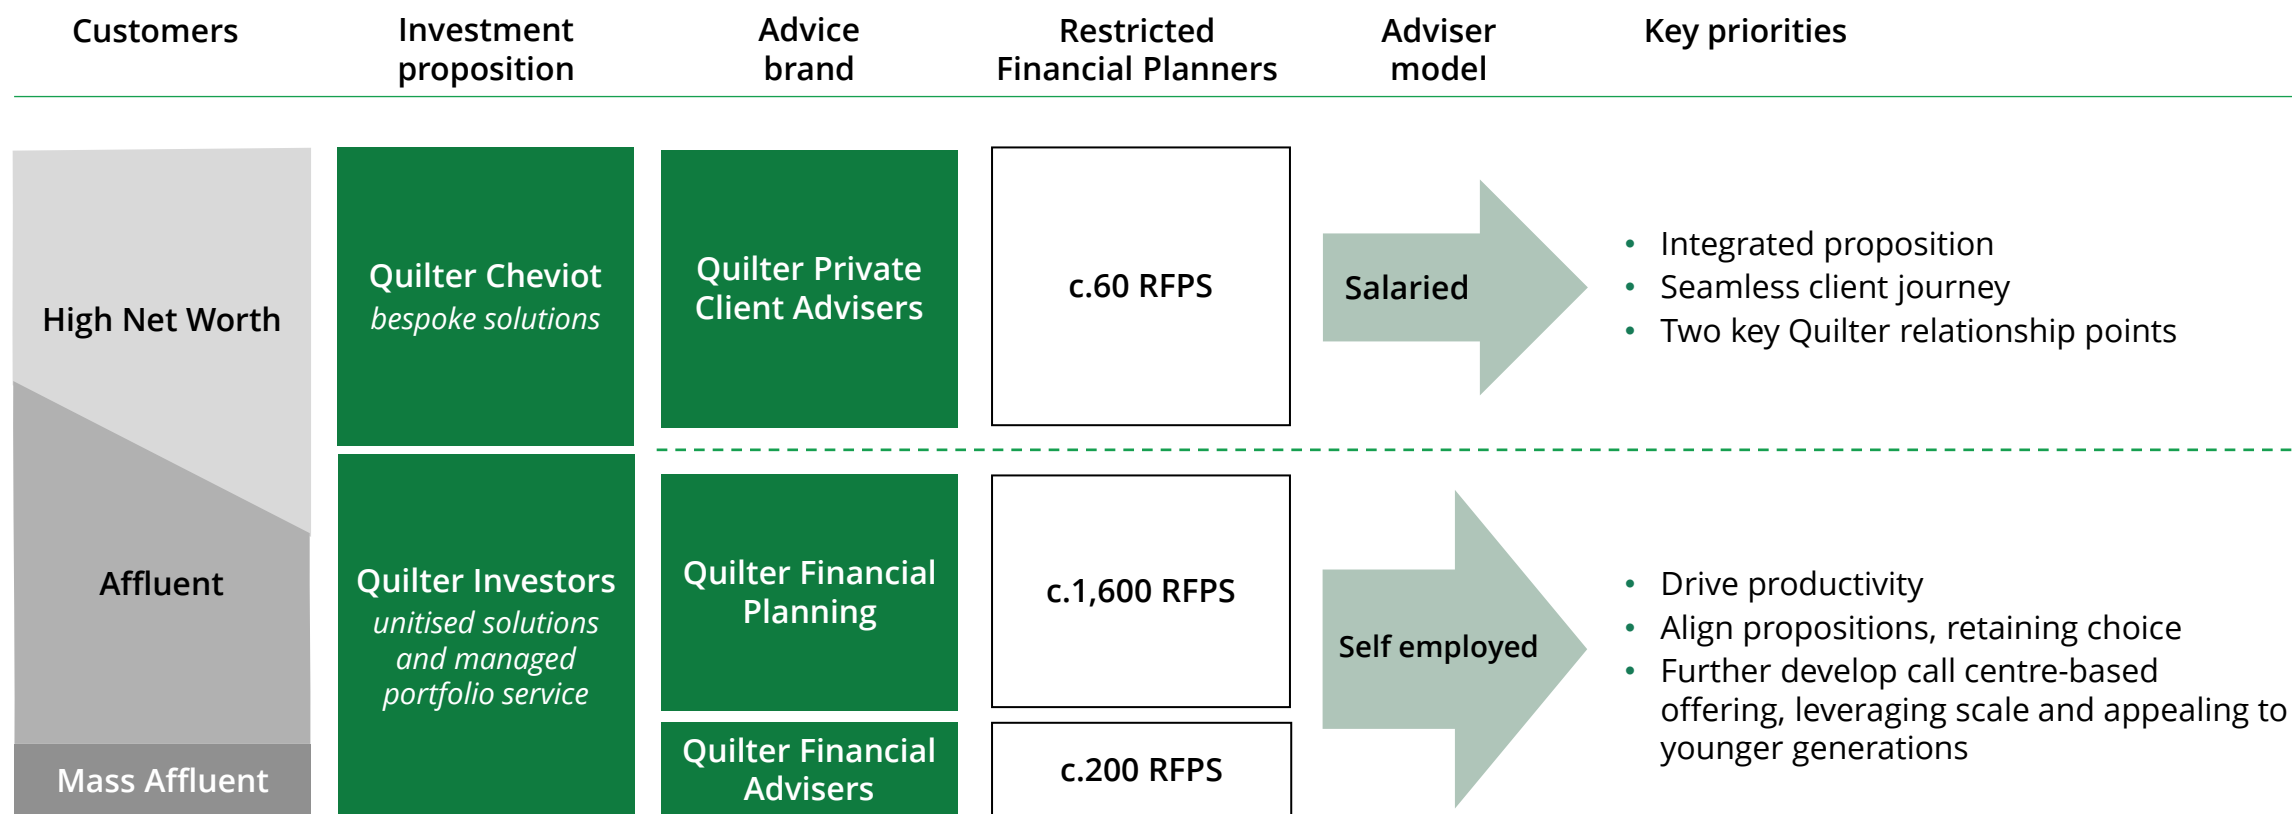 Customers
Investment
proposition
Advice
brand
Restricted
Financial Planners
Adviser
model
Key priorities
High Net Worth
Quilter Cheviot
bespoke solutions
Quilter Private
Client Advisers
c.60 RFPS
Salaried
• Integrated proposition
• Seamless client journey
• Two key Quilter relationship points
Affluent
Mass Affluent
Quilter Investors
unitised solutions
and managed
portfolio service
Quilter Financial
Planning
c.1,600 RFPS
Quilter Financial
Advisers
c.200 RFPS
Self employed
• Drive productivity
• Align propositions, retaining choice
• Further develop call centre-based
offering, leveraging scale and appealing to
younger generations